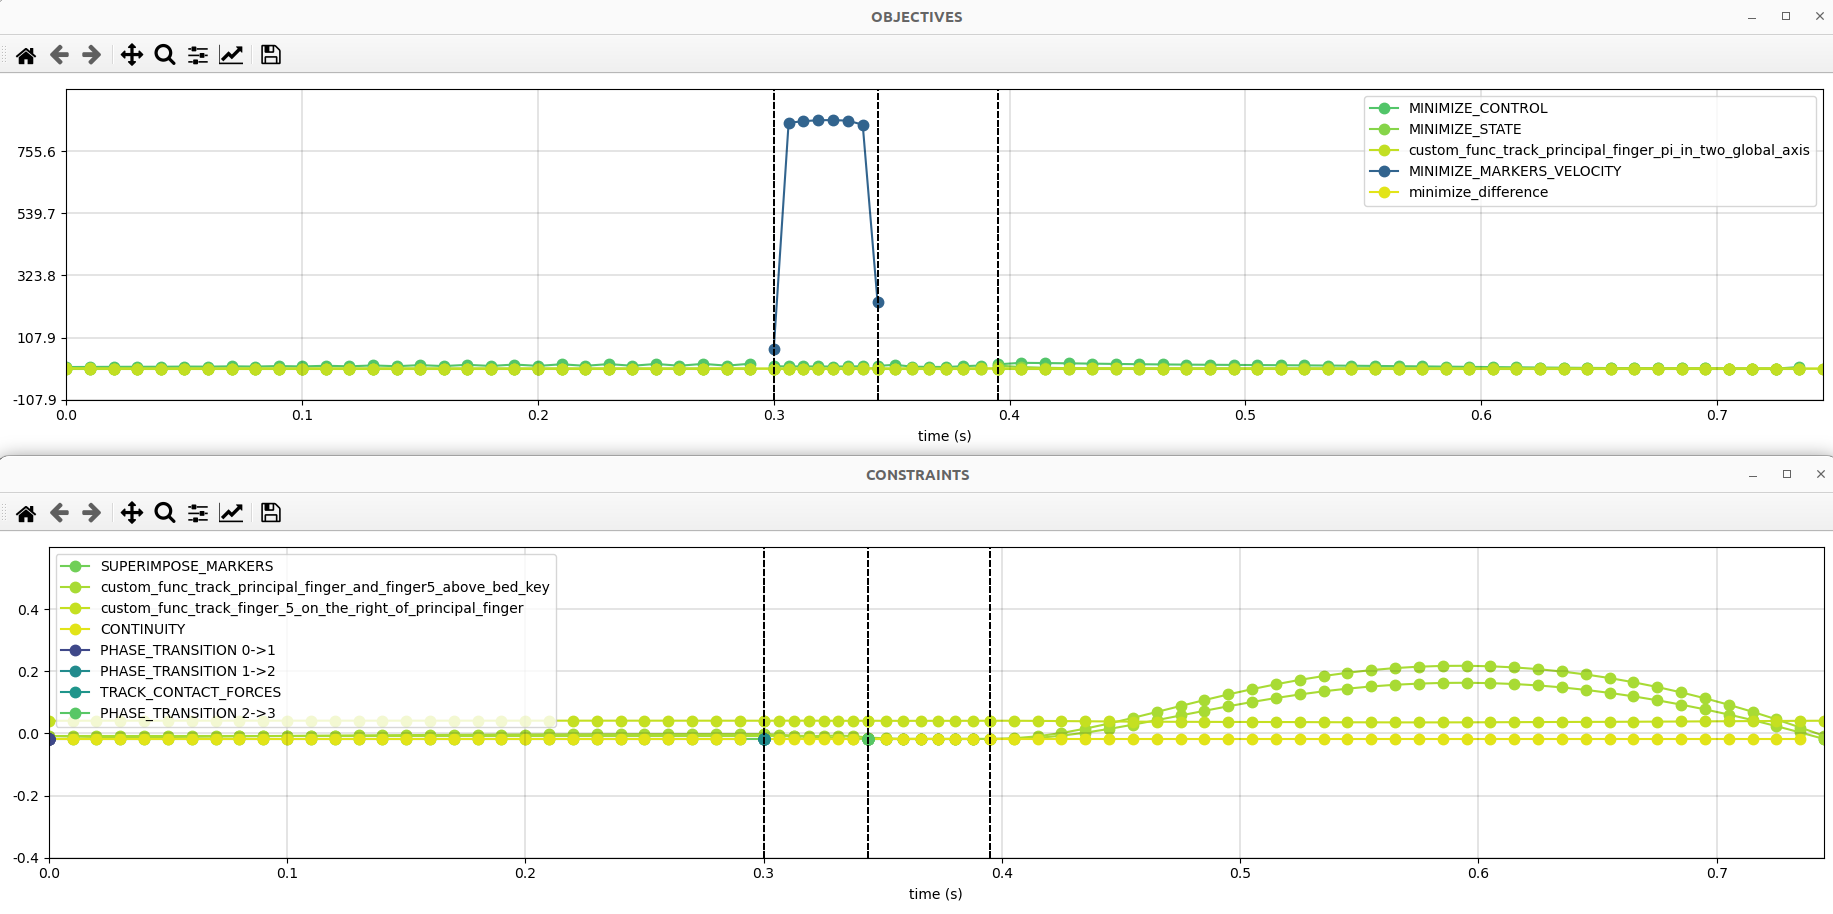 OBJECTIVES
755.6
539.7
323.8
107.9
-107.9
0.0 0.1 0.2 0.3 0.4 0.5 0.6 0.7
time (s)
MINIMIZE_CONTROL
MINIMIZE_STATE
custom_func_track_principal_finger_pi_in_two_global_axis
MINIMIZE_MARKERS_VELOCITY
minimize_difference
CONSTRAINTS
SUPERIMPOSE_MARKERS
custom_func_track_principal_finger_and_finger5_above_bed_key
custom_func_track_finger_5_on_the_right_of_principal_finger
CONTINUITY
PHASE_TRANSITION 0->1
PHASE_TRANSITION 1->2
TRACK_CONTACT_FORCES
PHASE_TRANSITION 2->3
0.4
0.2
0.0
-0.2
-0.4
0.0 0.1 0.2 0.3 0.4 0.5 0.6 0.7
time (s)